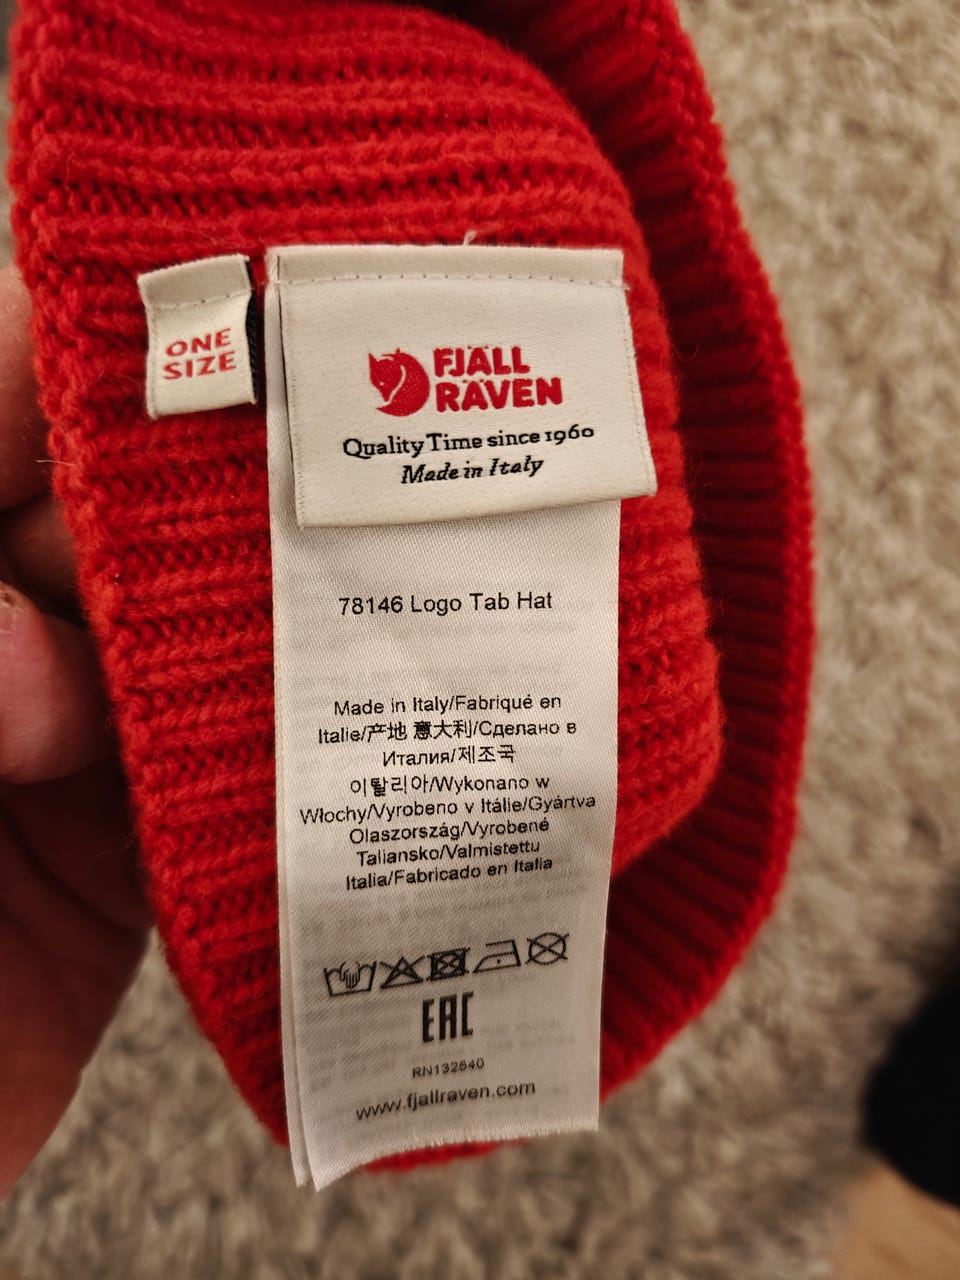 ONE
SIZE
FJÄLL
RÄVEN
Quality Time since 1960
Made in Italy
78146 Logo Tab Hat
Made in Italy/Fabriqué en
Italie/产地 意大利/Сделано в
Италия/제조국
이탈리아/Wykonano w
Włochy/Vyrobeno v Itálie/Gyártva
Olaszország/Vyrobené
Taliansko/Valmistettu
Italia/Fabricado en Italia
EAC
RN132640
www.fjallraven.com